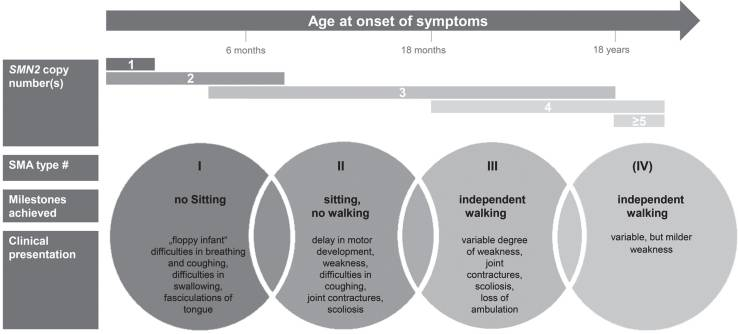 Age at onset of symptoms
6 months
18 months
18 years
SMN2 copy
number(s)
1
2
3
4
≥5
SMA type #
I
II
III
(IV)
Milestones
achieved
no Sitting
sitting,
no walking
independent
walking
independent
walking
Clinical
presentation
„floppy infant“
difficulties in breathing
and coughing,
difficulties in
swallowing,
fasciculations of
tongue
delay in motor
development,
weakness,
difficulties in
coughing,
joint contractures,
scoliosis
variable degree
of weakness,
joint
contractures,
scoliosis,
loss of
ambulation
variable, but milder
weakness